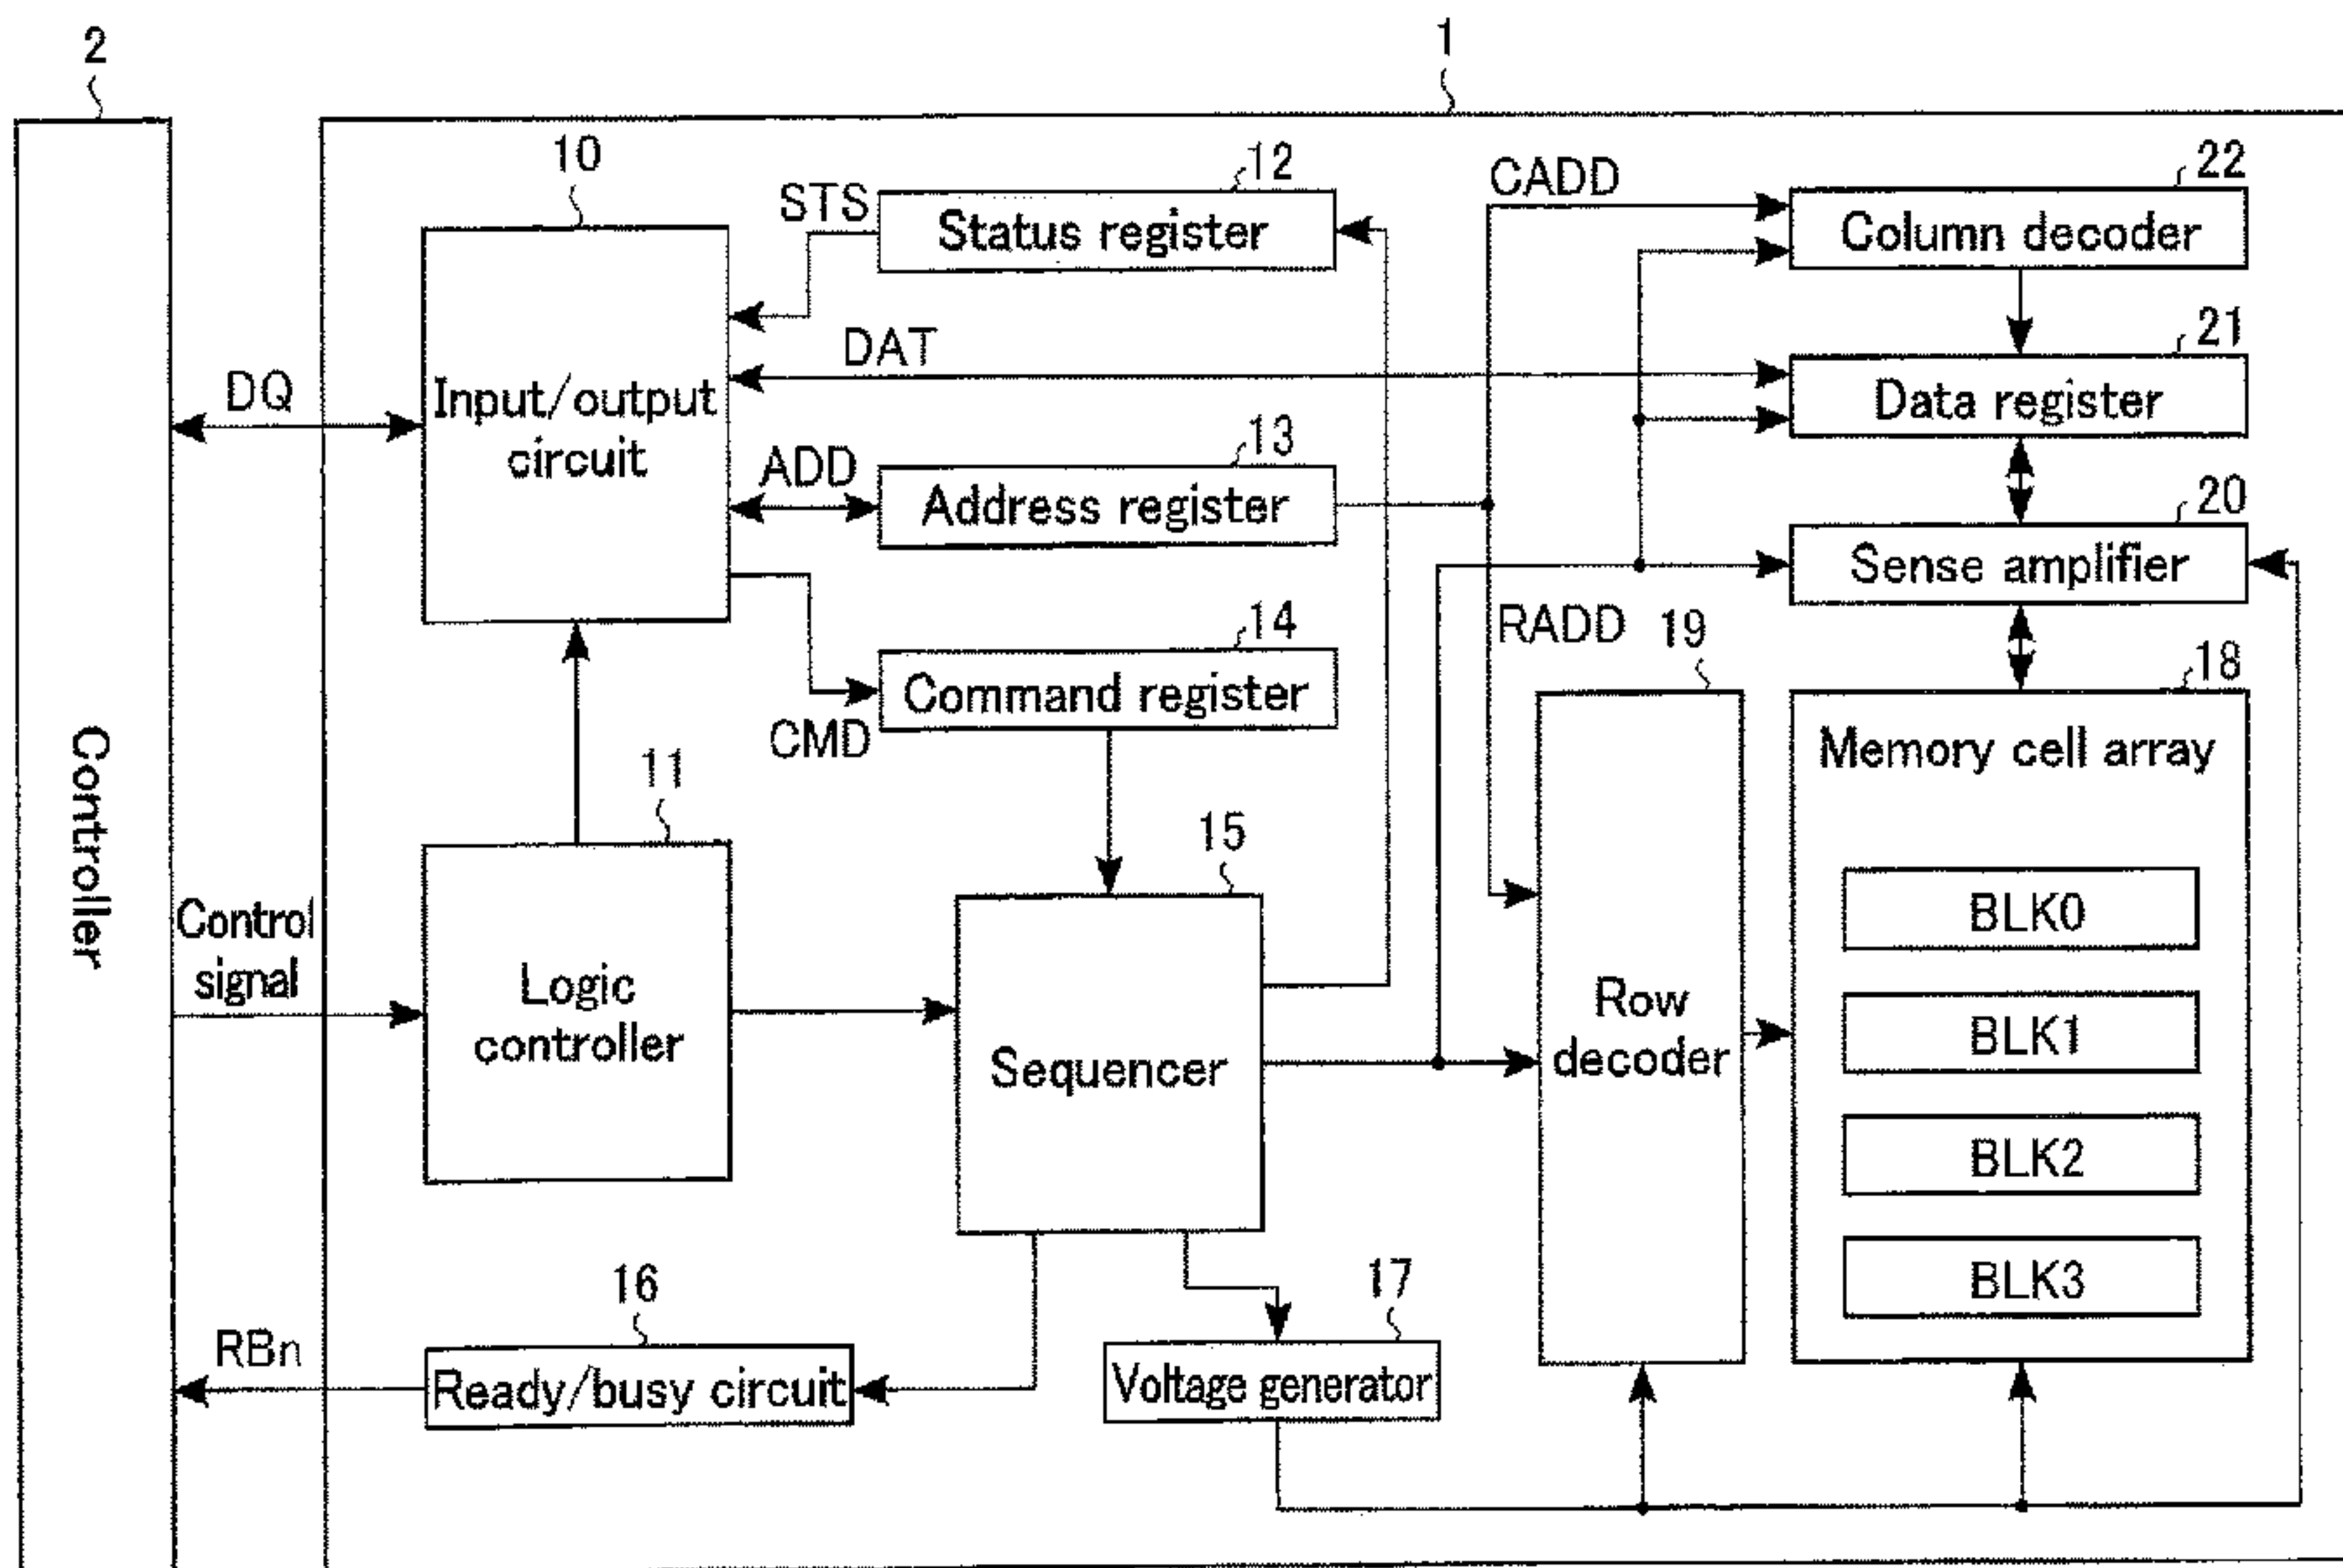 2
1
10
STS
12
Status register
CADD
22
Column decoder
DAT
21
Data register
DQ
Input/output
circuit
ADD
13
Address register
20
Sense amplifier
14
Command register
CMD
RADD
19
18
Memory cell array
Controller
11
15
BLK0
Control
signal
Logic
controller
Sequencer
Row
decoder
BLK1
BLK2
BLK3
16
17
RBn
Ready/busy circuit
Voltage generator